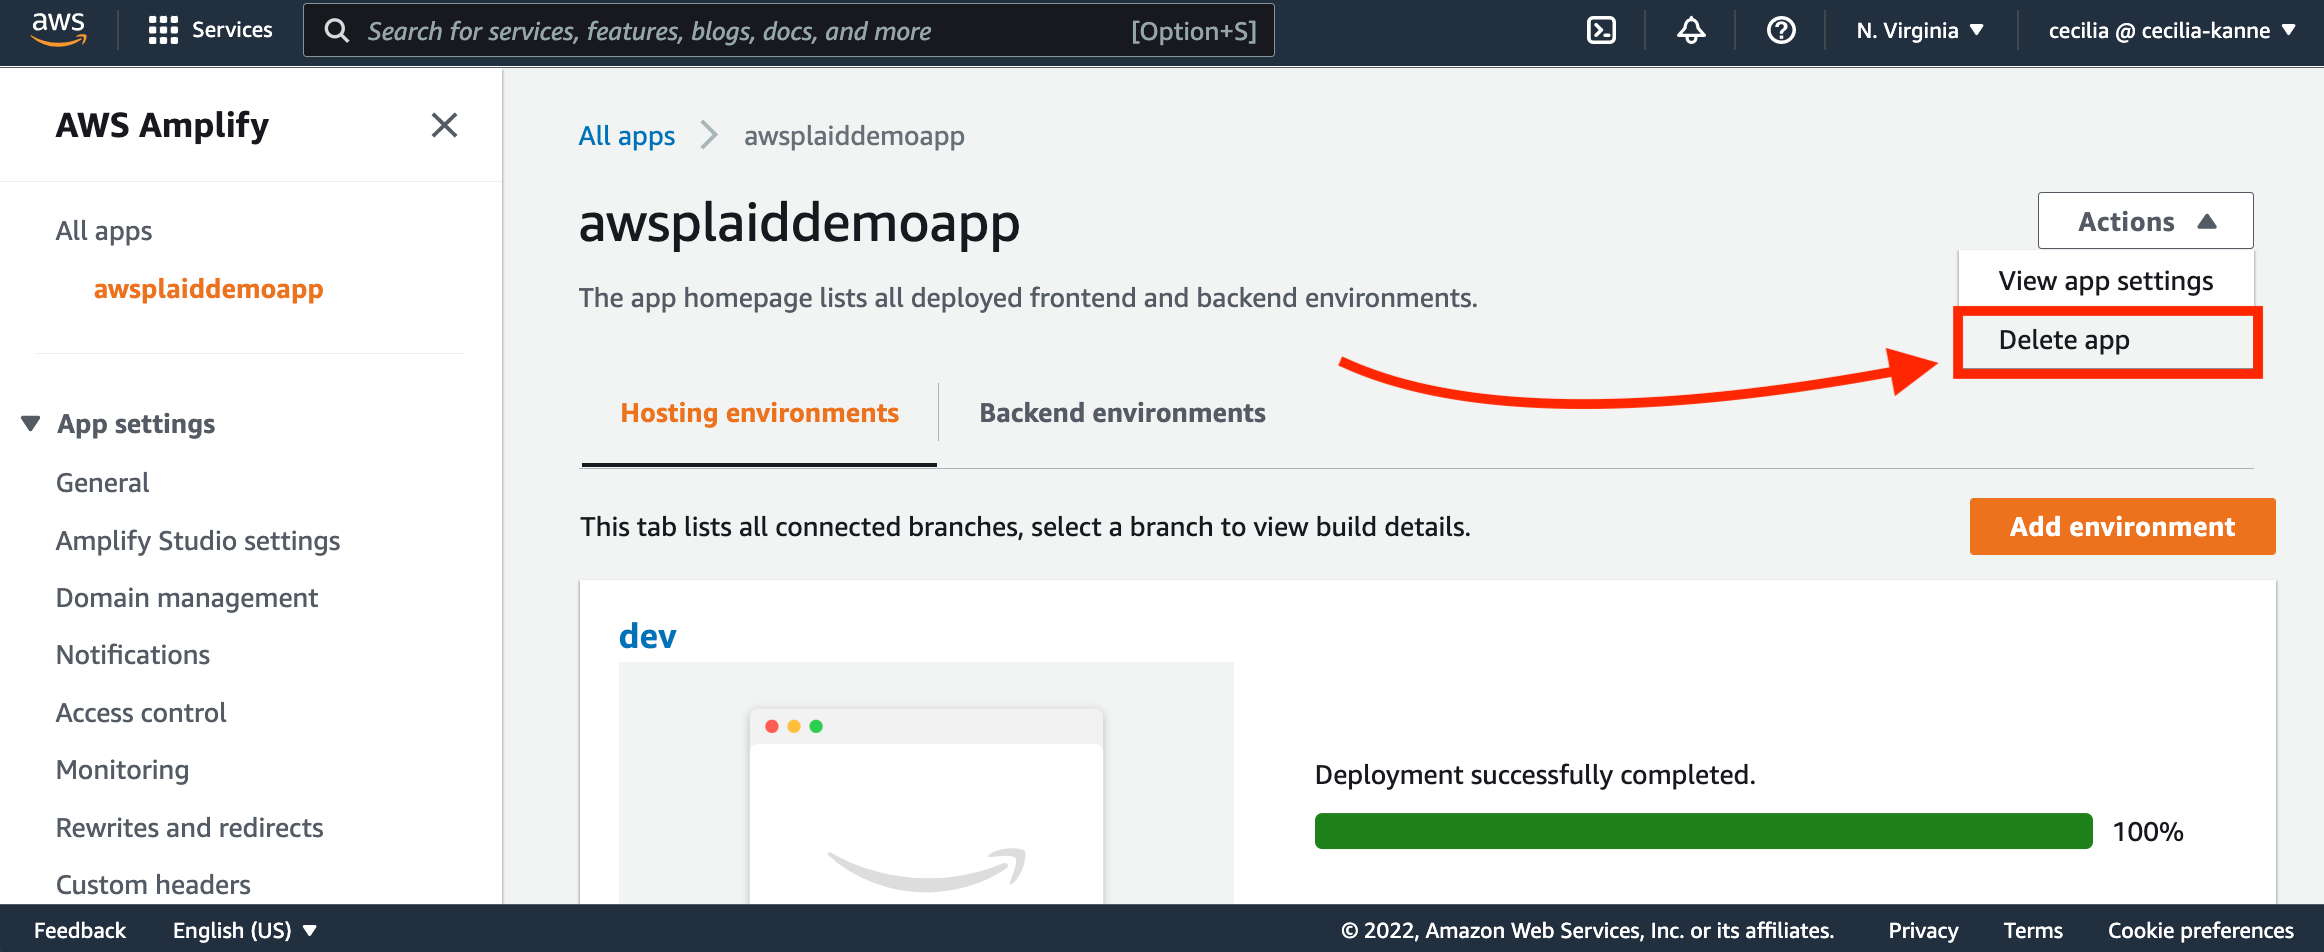 aws
Services
Search for services, features, blogs, docs, and more
[Option+S]
N. Virginia
cecilia @ cecilia-kanne
AWS Amplify
All apps
awsplaiddemoapp
App settings
General
Amplify Studio settings
Domain management
Notifications
Access control
Monitoring
Rewrites and redirects
Custom headers
All apps
awsplaiddemoapp
awsplaiddemoapp
Actions
View app settings
Delete app
The app homepage lists all deployed frontend and backend environments.
Hosting environments
Backend environments
This tab lists all connected branches, select a branch to view build details.
Add environment
dev
Deployment successfully completed.
100%
Feedback
English (US)
© 2022, Amazon Web Services, Inc. or its affiliates.
Privacy
Terms
Cookie preferences